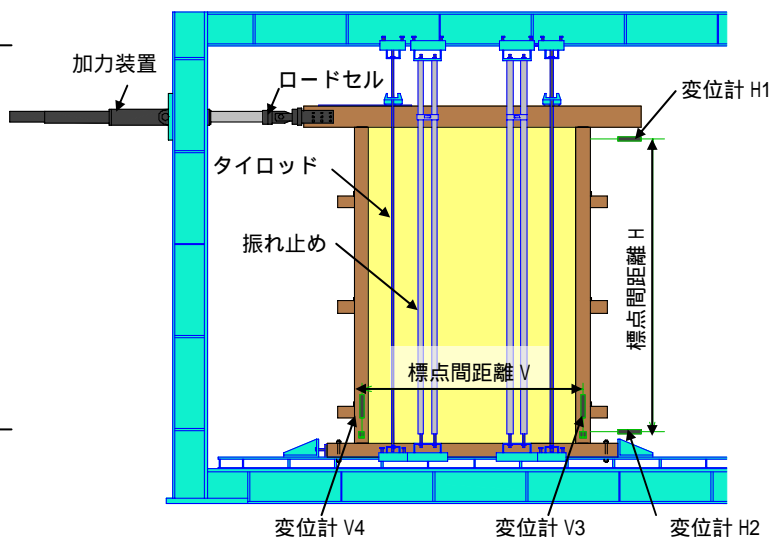 加力装置
ロードセル
変位計 H1
タイロッド
振れ止め
標点間距離 H
標点間距離 V
変位計 V4
変位計 V3
変位計 H2